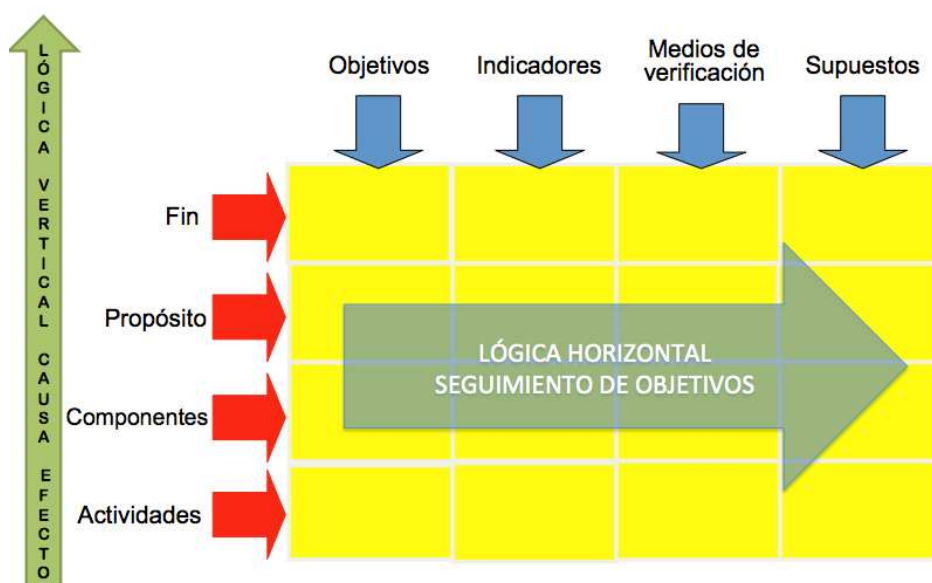 LÓGICA VERTICAL CAUSA EFECTO
Objetivos
Indicadores
Medios de
verificación
Supuestos
Fin
Propósito
Componentes
Actividades
LÓGICA HORIZONTAL
SEGUIMIENTO DE OBJETIVOS